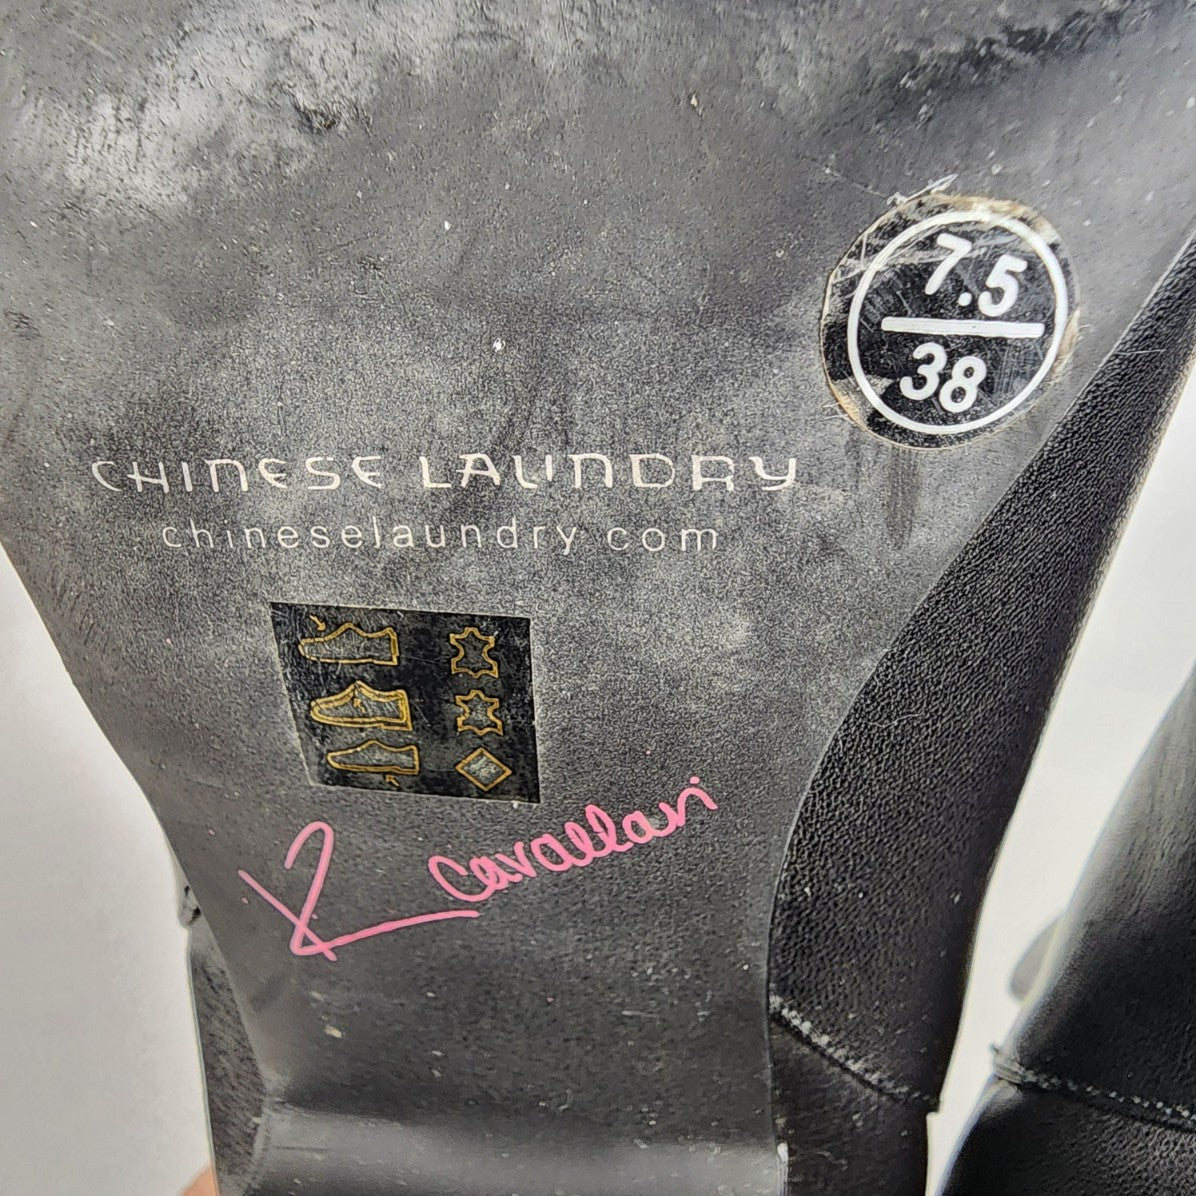 7.5
38
CHINESE LAUNDRY
chineselaundry.com
K Cavallari